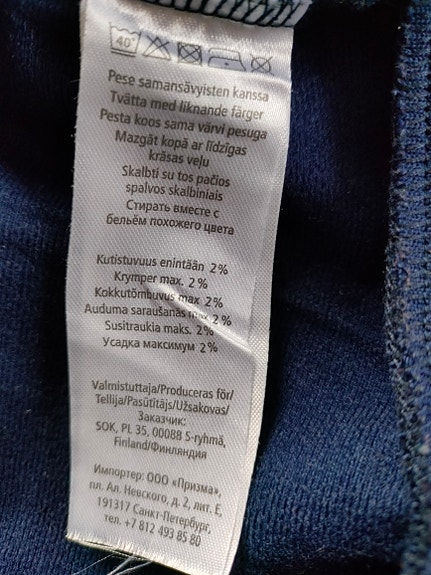 40°
Pese samansävyisten kanssa
Tvätta med liknande färger
Pesta koos sama värvi pesuga
Mazgāt kopā ar līdzīgas
krāsas veļu
Skalbti su tos pačios
spalvos skalbiniais
Стирать вместе с
бельём похожего цвета
Kutistuvuus enintään 2%
Krymper max. 2%
Kokkutõmbuvus max 2%
Auduma saraušanās max 2%
Susitraukia maks. 2%
Усадка максимум 2%
Valmistuttaja/Produceras för/
Tellija/Pasūtītājs/Užsakovas/
Заказчик:
SOK, PL 35, 00088 S-ryhmä,
Finland/Финляндия
Импортер: ООО «Призма»,
пл. Ал. Невского, д. 2, лит. Е,
191317 Санкт-Петербург,
тел. +7 812 493 85 80